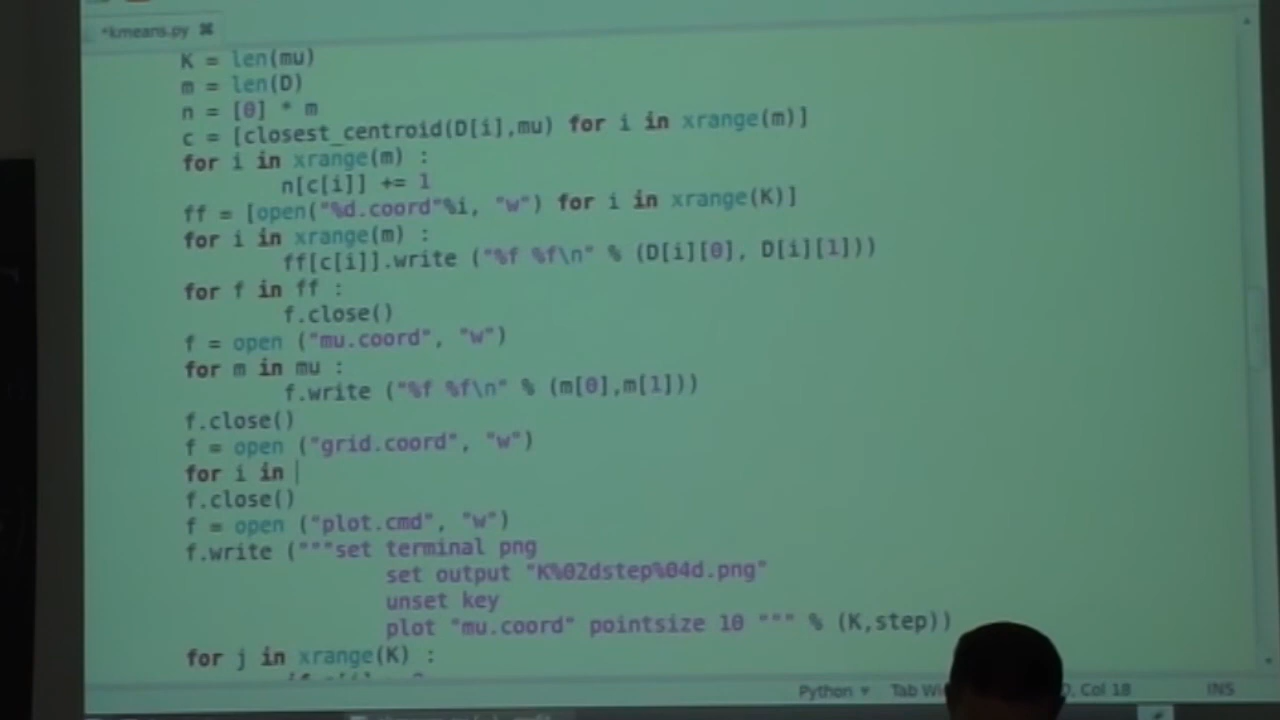 *kmeans.py ✖
K = len(mu)
m = len(D)
n = [0] * m
c = [closest_centroid(D[i],mu) for i in xrange(m)]
for i in xrange(m) :
n[c[i]] += 1
ff = [open("%d.coord"%i, "w") for i in xrange(K)]
for i in xrange(m) :
ff[c[i]].write ("%f %f\n" % (D[i][0], D[i][1]))
for f in ff :
f.close()
f = open ("mu.coord", "w")
for m in mu :
f.write ("%f %f\n" % (m[0],m[1]))
f.close()
f = open ("grid.coord", "w")
for i in
f.close()
f = open ("plot.cmd", "w")
f.write ("""set terminal png
set output "K%02dstep%04d.png"
unset key
plot "mu.coord" pointsize 10 """ % (K,step))
for j in xrange(K) :
Python Tab Col 18 INS